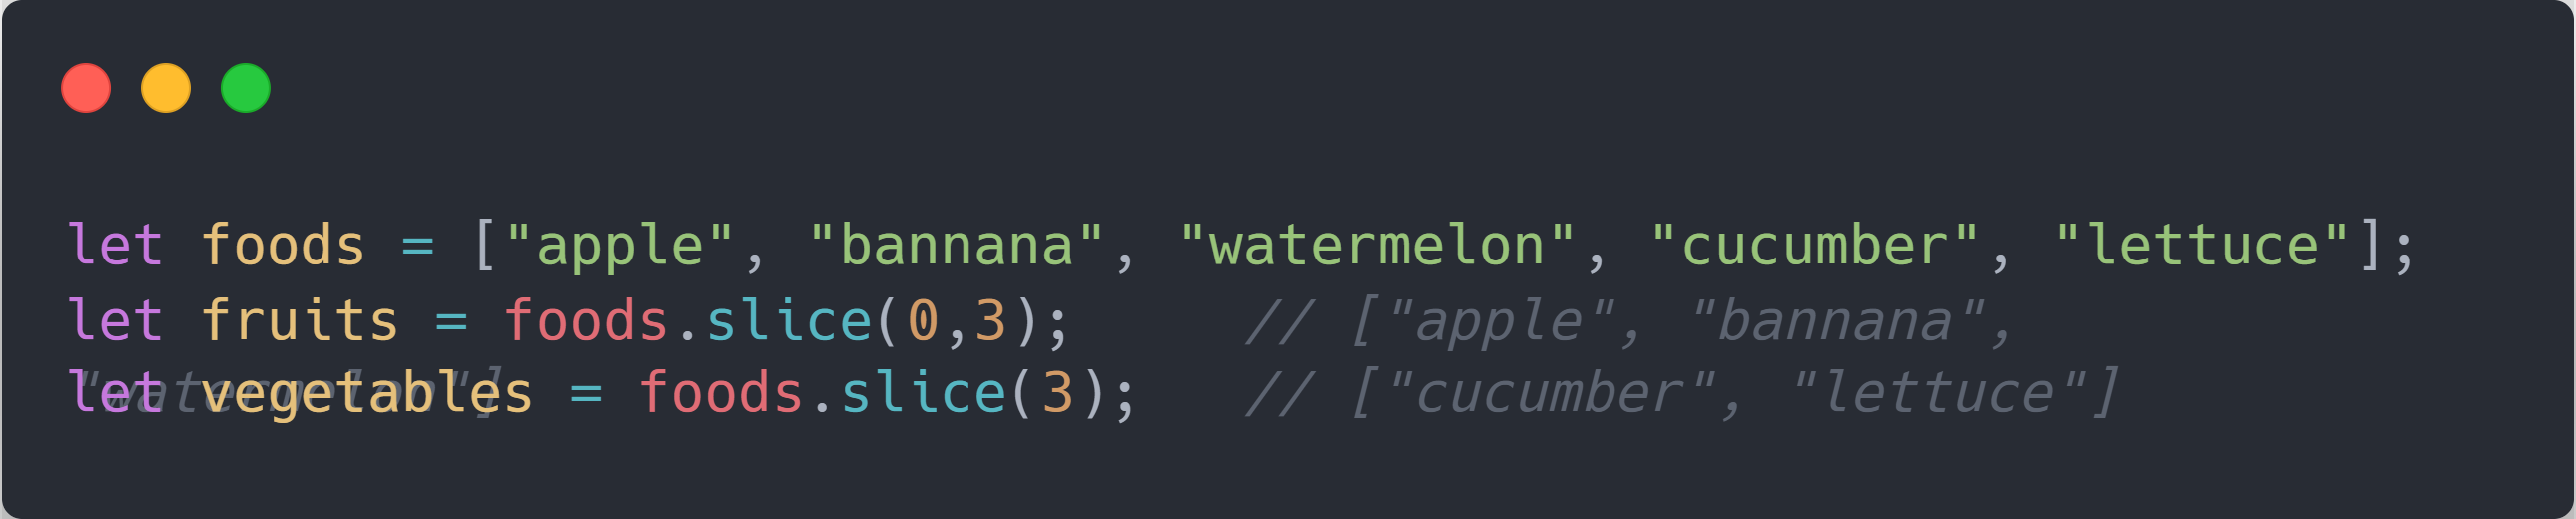 let foods = ["apple", "bannana", "watermelon", "cucumber", "lettuce"];
let fruits = foods.slice(0,3);     // ["apple", "bannana",
"watermelon"]
let vegetables = foods.slice(3);   // ["cucumber", "lettuce"]